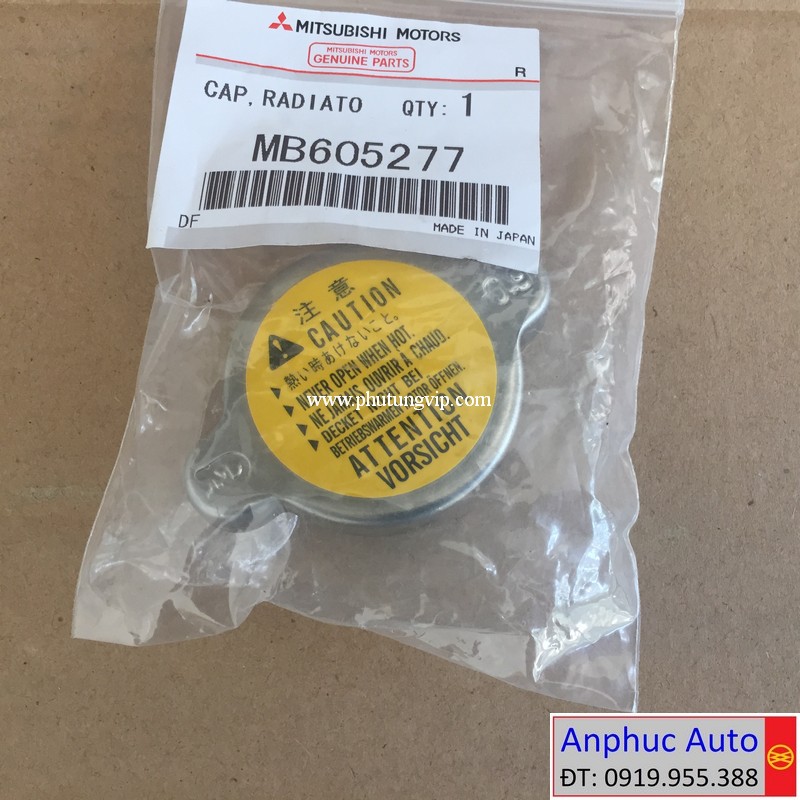 MITSUBISHI MOTORS
MITSUBISHI MOTORS
GENUINE PARTS
R
CAP, RADIATO QTY: 1
MB605277
DF
MADE IN JAPAN
注意
CAUTION
熱い時あけないこと。
NEVER OPEN WHEN HOT.
NE JAMAIS OUVRIR À CHAUD.
DECKEL NICHT BEI
BETRIEBSWARMEN MOTOR ÖFFNEN.
ATTENTION
VORSICHT
www.phutungvip.com
Anphuc Auto
ĐT: 0919.955.388